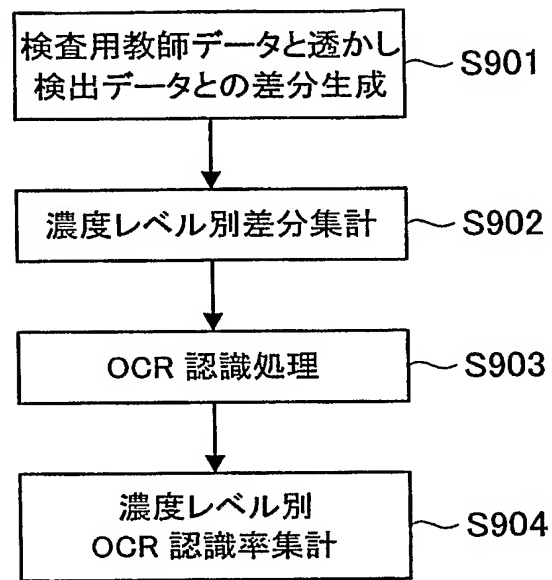 検査用教師データと透かし
検出データとの差分生成
S901
濃度レベル別差分集計
S902
OCR 認識処理
S903
濃度レベル別
OCR 認識率集計
S904